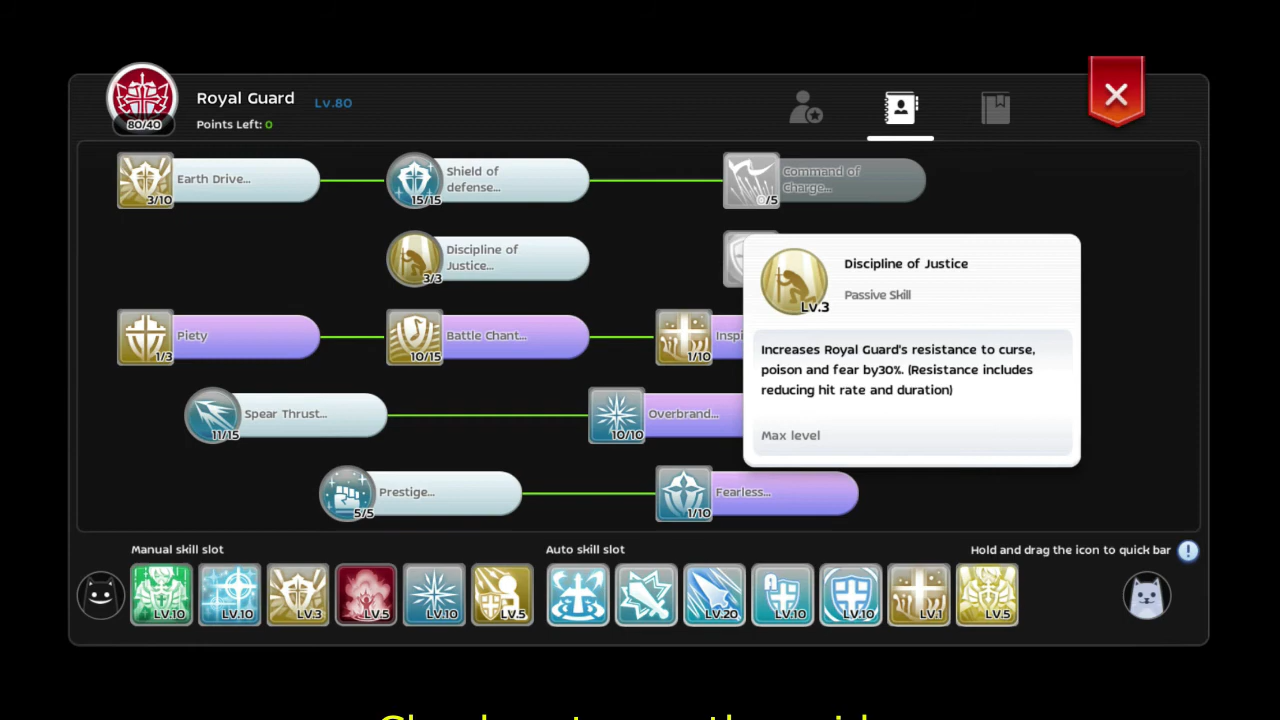 Royal Guard Lv.80
80/40
Points Left: 0
Earth Drive...
3/10
Shield of
defense...
15/15
Command of
Charge...
0/5
Discipline of
Justice...
3/3
Discipline of Justice
Passive Skill
Lv.3
Increases Royal Guard's resistance to curse,
poison and fear by30%. (Resistance includes
reducing hit rate and duration)
Max level
Piety
1/3
Battle Chant...
10/15
1/10
Spear Thrust...
11/15
Overbrand...
10/10
Prestige...
5/5
Fearless...
1/10
Manual skill slot
Auto skill slot
Hold and drag the icon to quick bar
LV.10
LV.10
LV.3
LV.5
LV.10
LV.5
LV.20
LV.10
LV.10
LV.1
LV.5